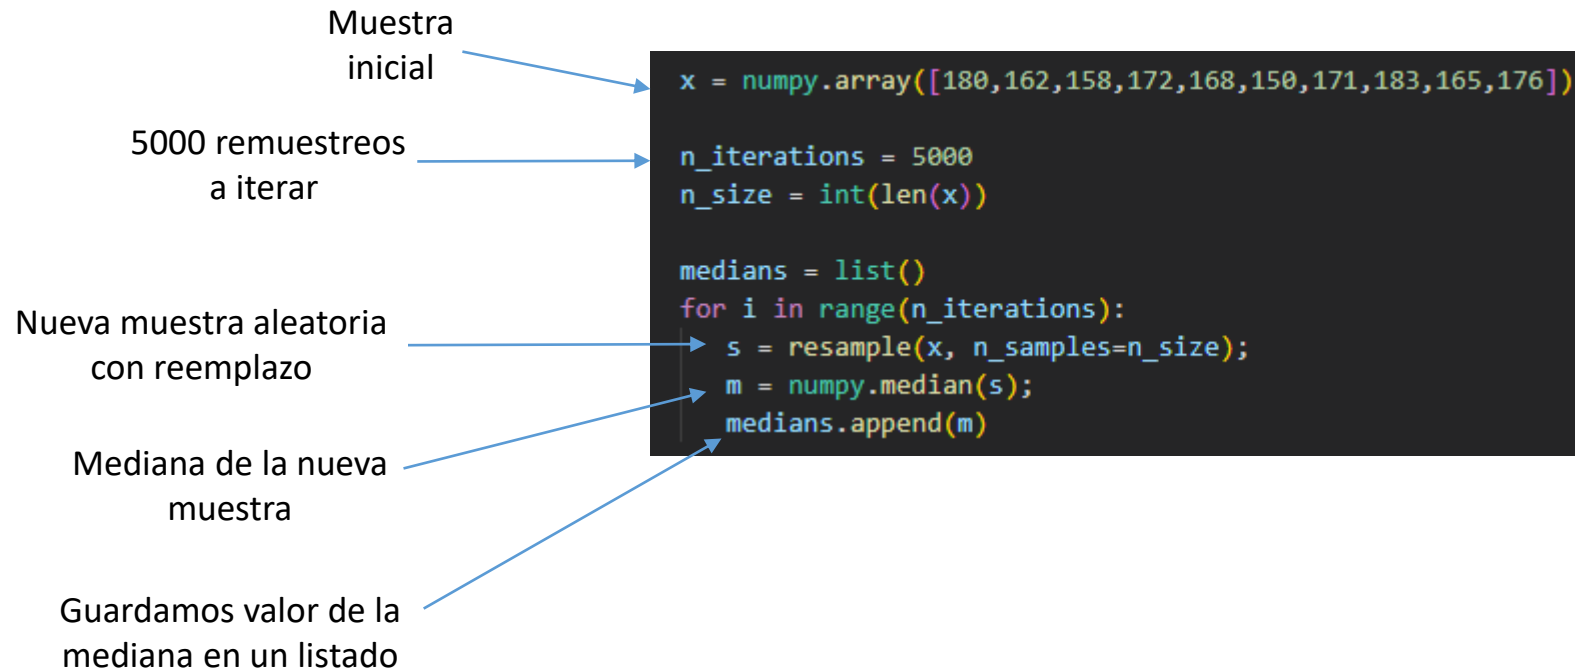 Muestra
inicial
5000 remuestreos
a iterar
Nueva muestra aleatoria
con reemplazo
Mediana de la nueva
muestra
Guardamos valor de la
mediana en un listado
x = numpy.array([180,162,158,172,168,150,171,183,165,176])
n_iterations = 5000
n_size = int(len(x))
medians = list()
for i in range(n_iterations):
s = resample(x, n_samples=n_size);
m = numpy.median(s);
medians.append(m)